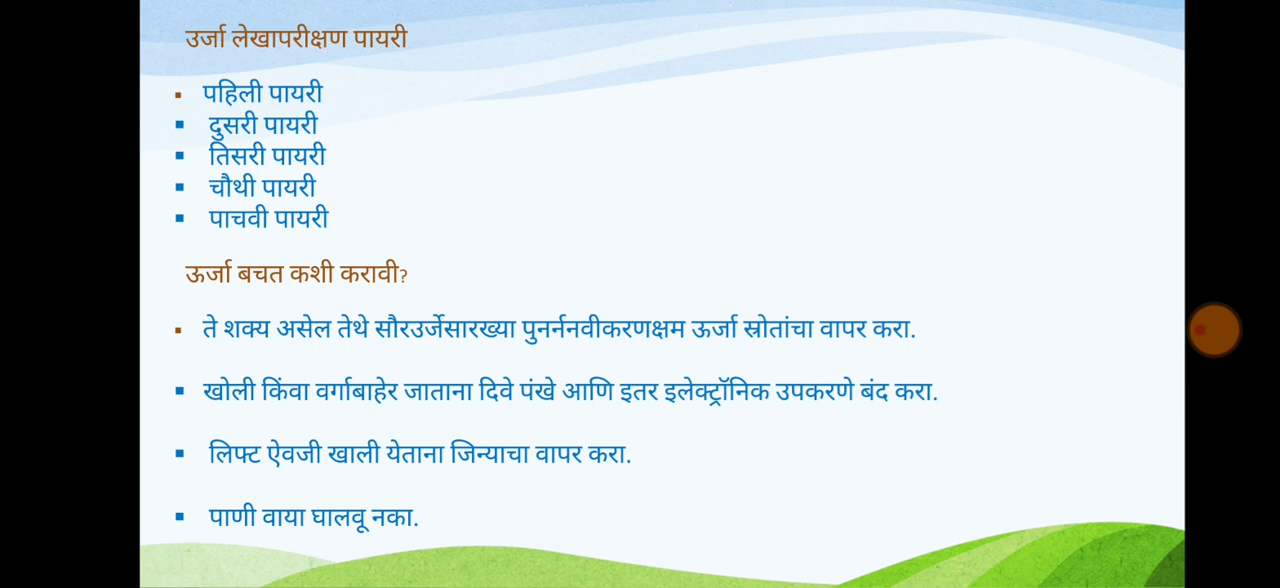 उर्जा लेखापरीक्षण पायरी
पहिली पायरी
दुसरी पायरी
तिसरी पायरी
चौथी पायरी
पाचवी पायरी
ऊर्जा बचत कशी करावी?
ते शक्य असेल तेथे सौरउर्जेसारख्या पुनर्ननवीकरणक्षम ऊर्जा स्रोतांचा वापर करा.
खोली किंवा वर्गाबाहेर जाताना दिवे पंखे आणि इतर इलेक्ट्रॉनिक उपकरणे बंद करा.
लिफ्ट ऐवजी खाली येताना जिन्याचा वापर करा.
पाणी वाया घालवू नका.